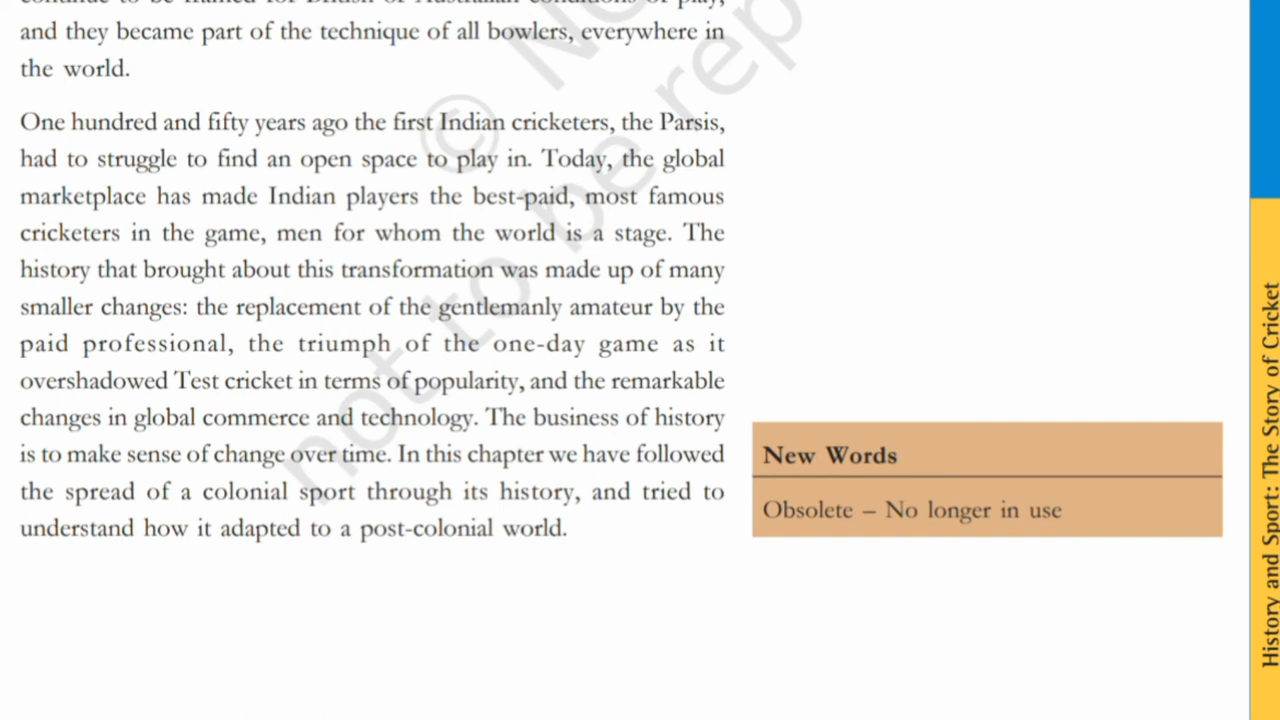 and they became part of the technique of all bowlers, everywhere in
the world.
One hundred and fifty years ago the first Indian cricketers, the Parsis,
had to struggle to find an open space to play in. Today, the global
marketplace has made Indian players the best-paid, most famous
cricketers in the game, men for whom the world is a stage. The
history that brought about this transformation was made up of many
smaller changes: the replacement of the gentlemanly amateur by the
paid professional, the triumph of the one-day game as it
overshadowed Test cricket in terms of popularity, and the remarkable
changes in global commerce and technology. The business of history
is to make sense of change over time. In this chapter we have followed
the spread of a colonial sport through its history, and tried to
understand how it adapted to a post-colonial world.
New Words
Obsolete – No longer in use
History and Sport: The Story of Cricket
© No
not to be rep